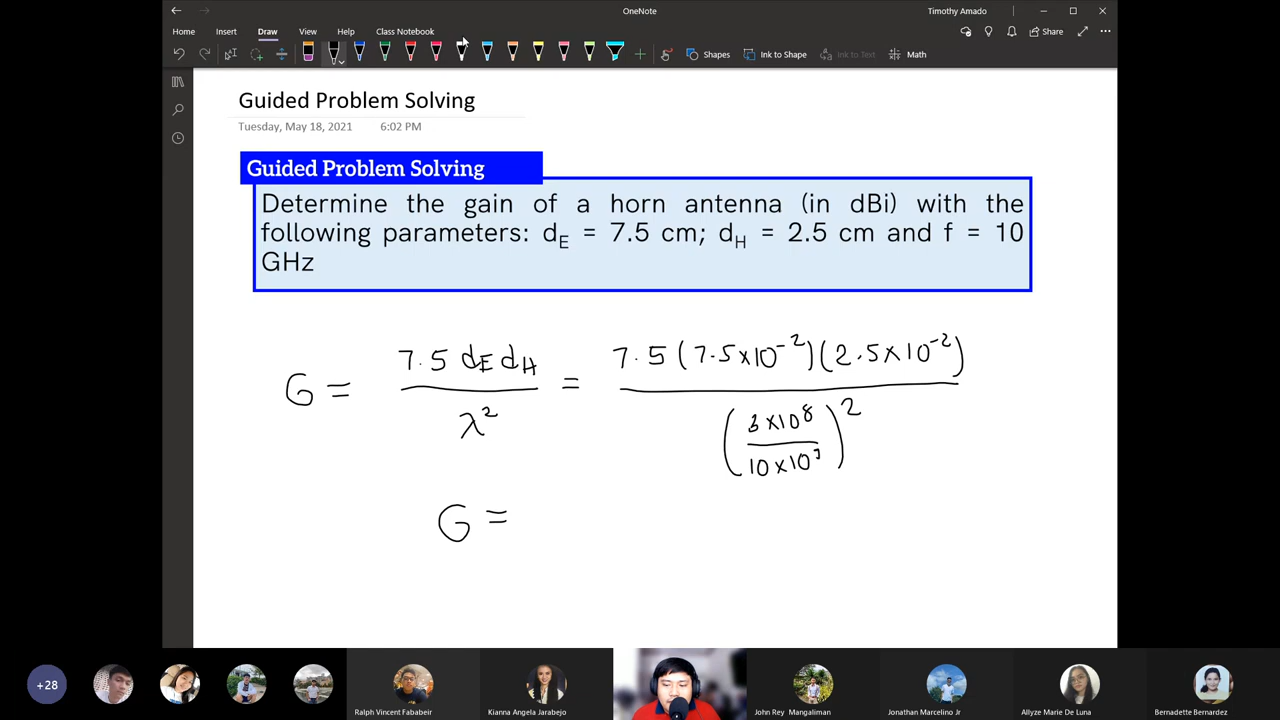 OneNote
Timothy Amado
Home Insert Draw View Help Class Notebook
Share
Shapes Ink to Shape Ink to Text Math
Guided Problem Solving
Tuesday, May 18, 2021 6:02 PM
Guided Problem Solving
Determine the gain of a horn antenna (in dBi) with the
following parameters: dE = 7.5 cm; dH = 2.5 cm and f = 10
GHz
G = 7.5 dE dH / λ² = 7.5 (7.5x10⁻²)(2.5x10⁻²) / (3x10⁸ / 10x10⁹)²
G =
+28
Ralph Vincent Fababeir
Kianna Angela Jarabejo
John Rey Mangaliman
Jonathan Marcelino Jr
Allyze Marie De Luna
Bernadette Bernardez